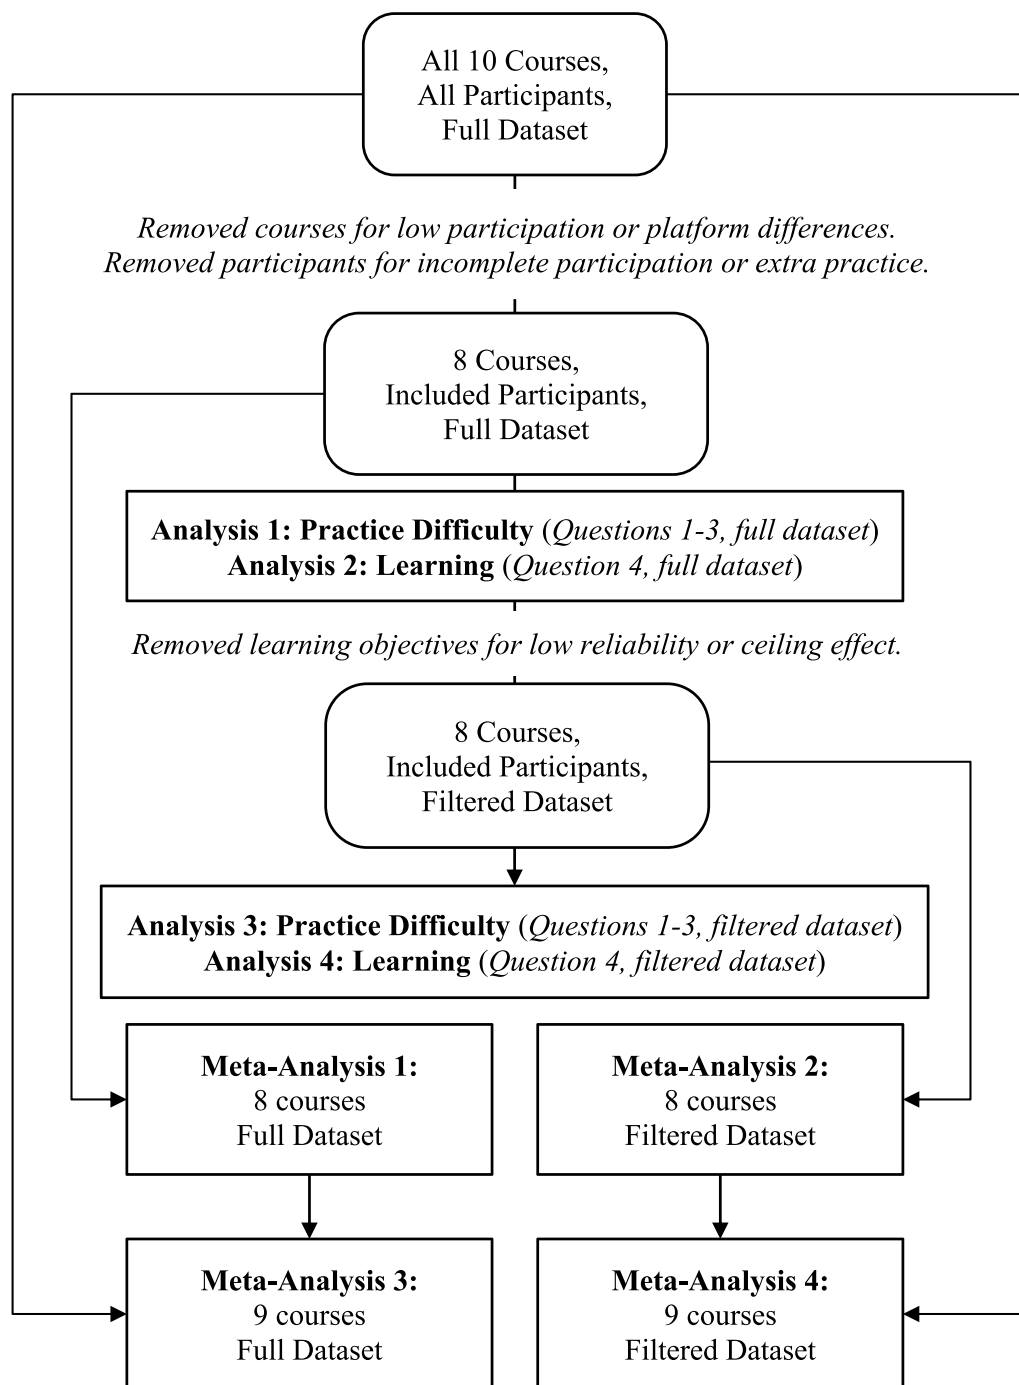 All 10 Courses,
All Participants,
Full Dataset
Removed courses for low participation or platform differences.
Removed participants for incomplete participation or extra practice.
8 Courses,
Included Participants,
Full Dataset
Analysis 1: Practice Difficulty (Questions 1-3, full dataset)
Analysis 2: Learning (Question 4, full dataset)
Removed learning objectives for low reliability or ceiling effect.
8 Courses,
Included Participants,
Filtered Dataset
Analysis 3: Practice Difficulty (Questions 1-3, filtered dataset)
Analysis 4: Learning (Question 4, filtered dataset)
Meta-Analysis 1:
8 courses
Full Dataset
Meta-Analysis 2:
8 courses
Filtered Dataset
Meta-Analysis 3:
9 courses
Full Dataset
Meta-Analysis 4:
9 courses
Filtered Dataset